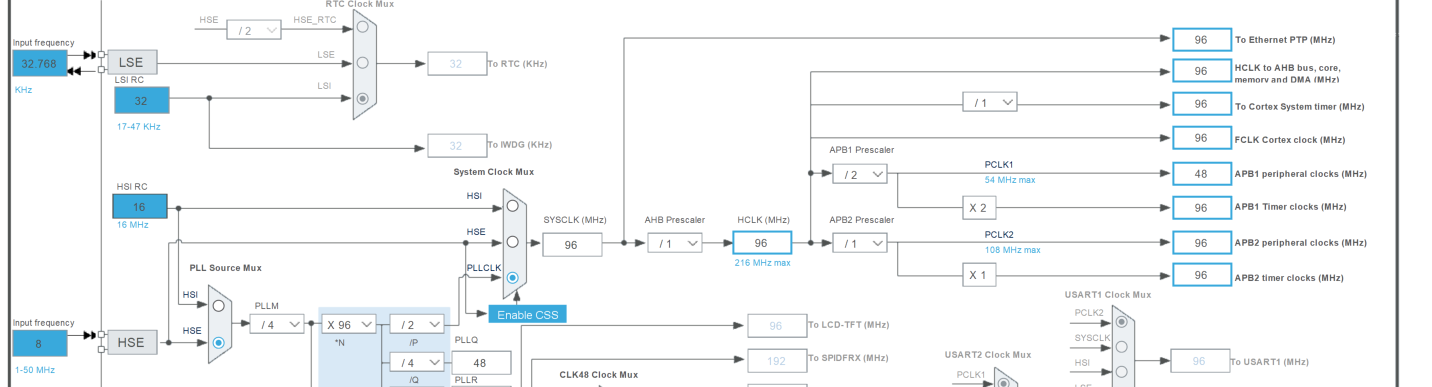 RTC Clock Mux
HSE
/ 2
HSE_RTC
Input frequency
32.768
KHz
LSE
LSE
32
To RTC (KHz)
LSI RC
32
17-47 KHz
LSI
32
To IWDG (KHz)
96
To Ethernet PTP (MHz)
96
HCLK to AHB bus, core,
memory and DMA (MHz)
/ 1
96
To Cortex System timer (MHz)
96
FCLK Cortex clock (MHz)
APB1 Prescaler
/ 2
PCLK1
54 MHz max
48
APB1 peripheral clocks (MHz)
X 2
96
APB1 Timer clocks (MHz)
System Clock Mux
HSI RC
16
16 MHz
HSI
HSE
PLLCLK
SYSCLK (MHz)
96
AHB Prescaler
/ 1
HCLK (MHz)
96
216 MHz max
APB2 Prescaler
/ 1
PCLK2
108 MHz max
96
APB2 peripheral clocks (MHz)
X 1
96
APB2 timer clocks (MHz)
PLL Source Mux
HSI
HSE
PLLM
/ 4
X 96
*N
/ 2
/P
Enable CSS
Input frequency
8
1-50 MHz
HSE
/ 4
/Q
PLLQ
48
PLLR
96
To LCD-TFT (MHz)
192
To SPIDFRX (MHz)
CLK48 Clock Mux
USART1 Clock Mux
PCLK2
SYSCLK
HSI
LSE
96
To USART1 (MHz)
USART2 Clock Mux
PCLK1